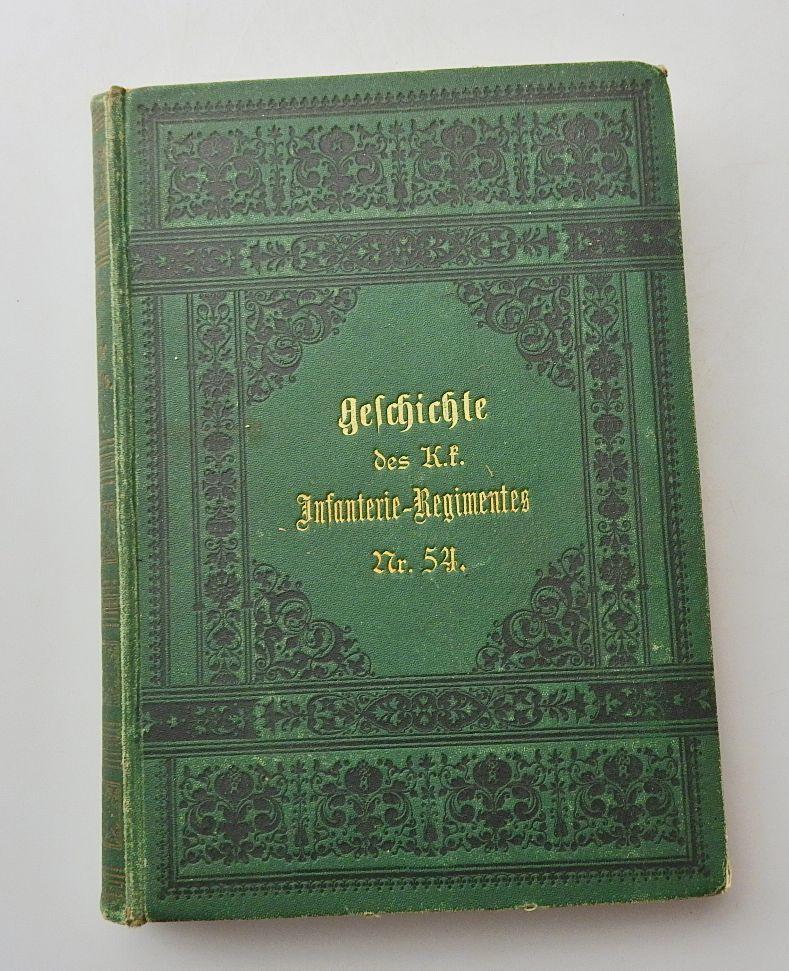 Geſchichte
des K.k.
Infanterie-Regimentes
Nr. 54.